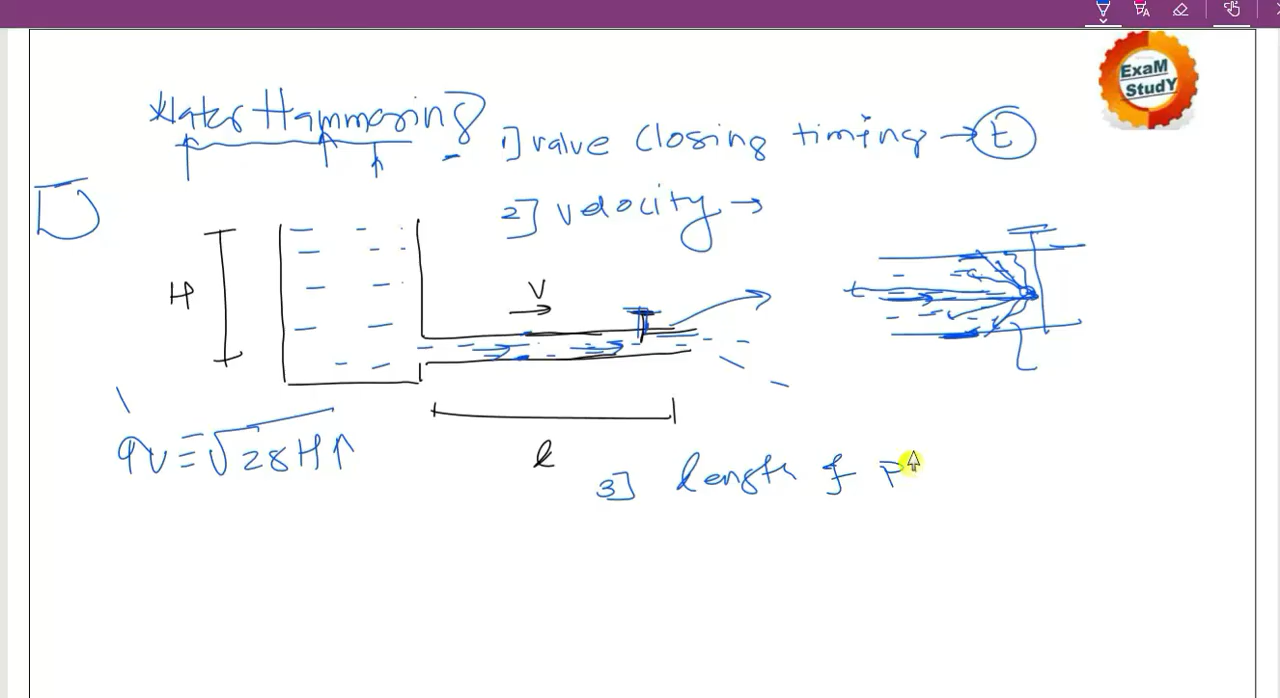 ExaM
StudY
Water Hammering
1] valve closing timing → t
2] velocity →
H
V
↑V = √2gH↑
l
3] length of P